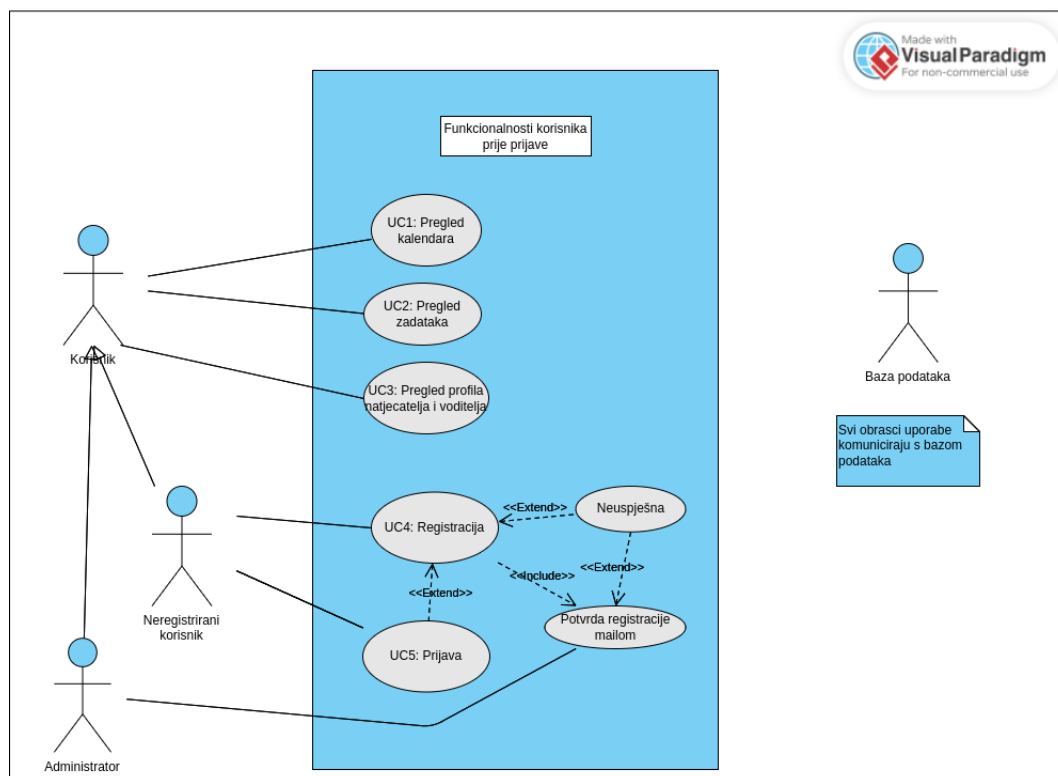 Made with
Visual Paradigm
For non-commercial use
Funkcionalnosti korisnika
prije prijave
UC1: Pregled
kalendara
UC2: Pregled
zadataka
UC3: Pregled profila
natjecatelja i voditelja
Korisnik
Baza podataka
Svi obrasci uporabe
komuniciraju s bazom
podataka
UC4: Registracija
<<Extend>>
Neuspješna
<<Include>>
<<Extend>>
<<Extend>>
Neregistrirani
korisnik
UC5: Prijava
Potvrda registracije
mailom
Administrator